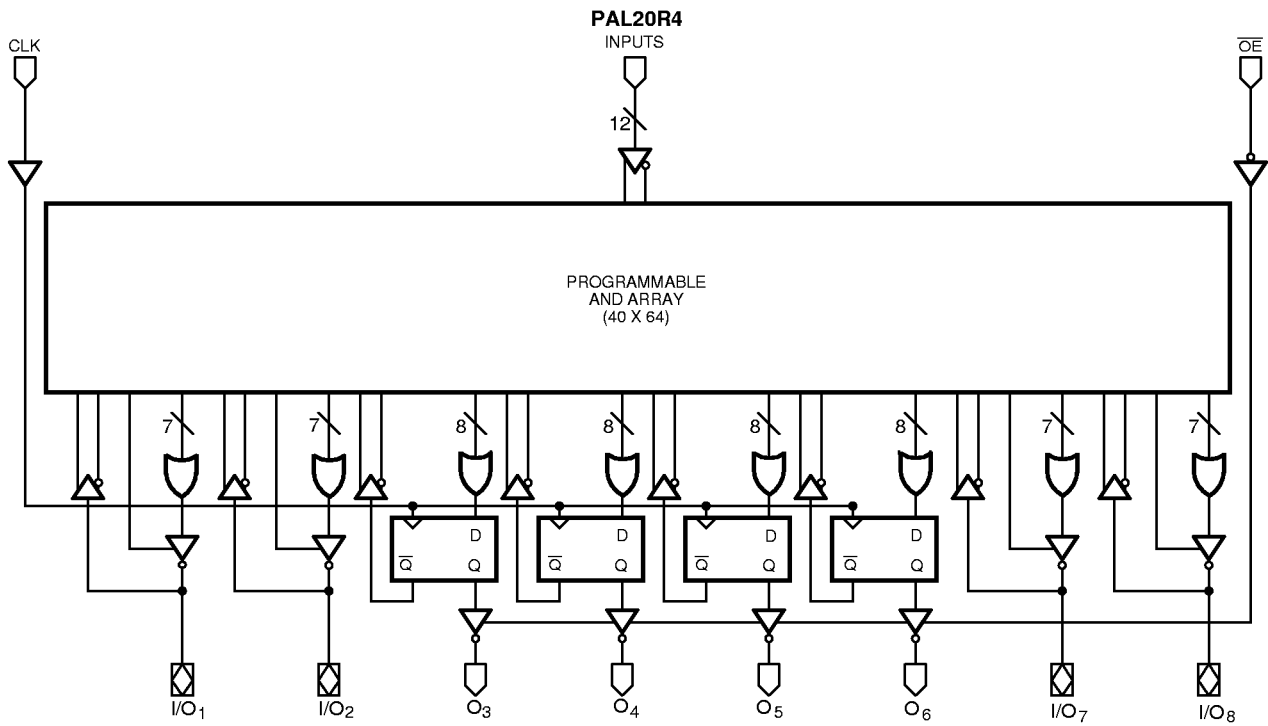 PAL20R4
CLK
INPUTS
O̅E̅
12
PROGRAMMABLE
AND ARRAY
(40 X 64)
7 7 8 8 8 8 7 7
D D D D
Q̅ Q Q̅ Q Q̅ Q Q̅ Q
I/O₁ I/O₂ O₃ O₄ O₅ O₆ I/O₇ I/O₈